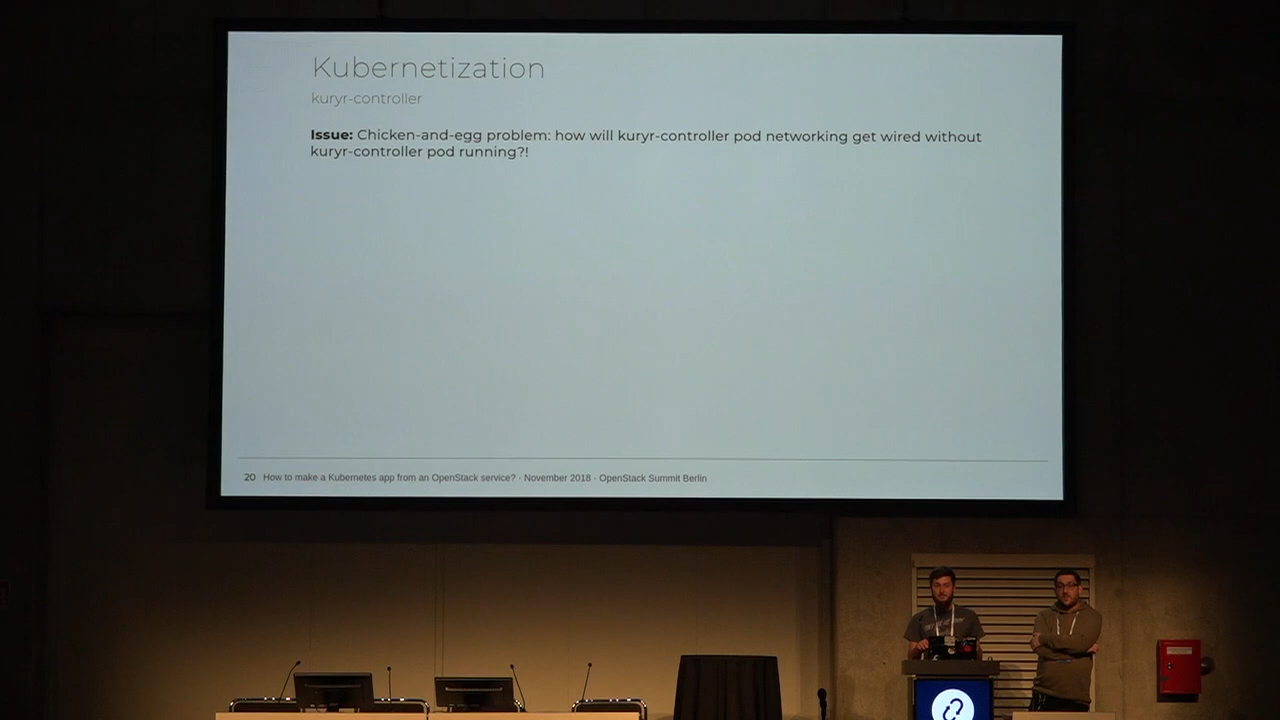 Kubernetization
kuryr-controller
Issue: Chicken-and-egg problem: how will kuryr-controller pod networking get wired without
kuryr-controller pod running?!
20 How to make a Kubernetes app from an OpenStack service? · November 2018 · OpenStack Summit Berlin